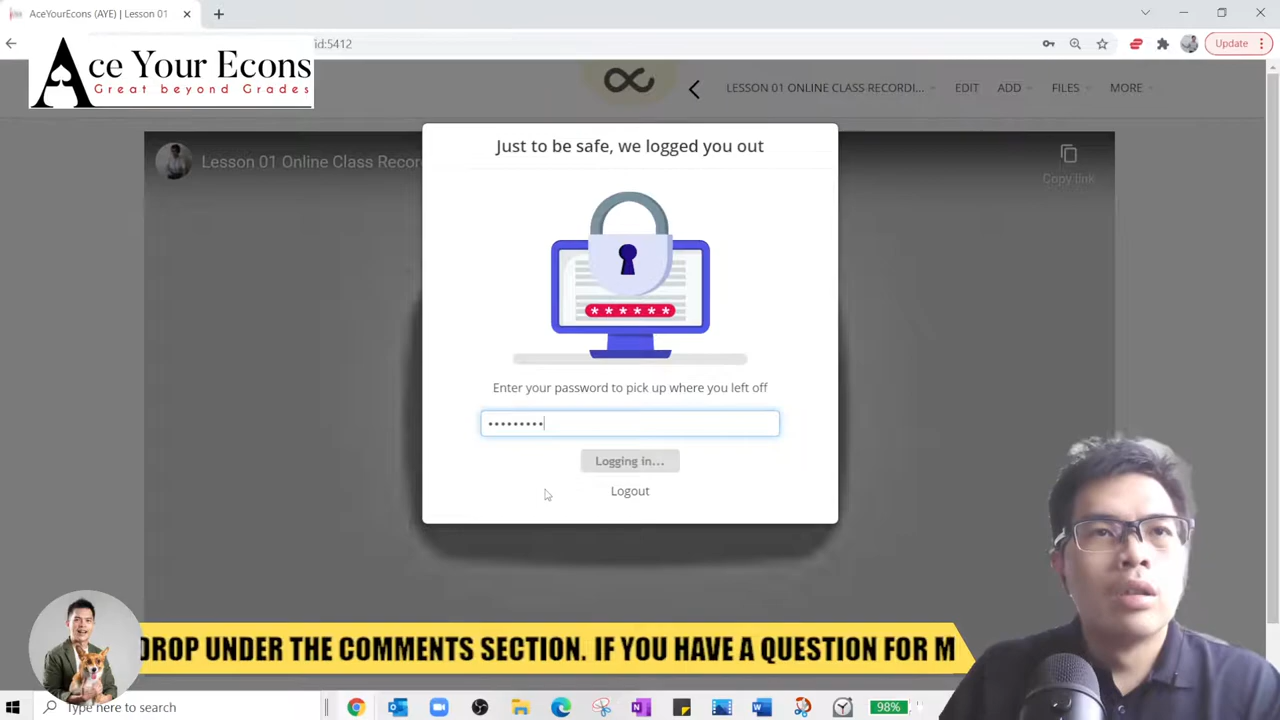 AceYourEcons (AYE) | Lesson 01
id:5412
Update
Ace Your Econs
Great beyond Grades
LESSON 01 ONLINE CLASS RECORDI...
EDIT
ADD
FILES
MORE
Lesson 01 Online Class Recor
Copy link
Just to be safe, we logged you out
******
Enter your password to pick up where you left off
•••••••••
Logging in...
Logout
DROP UNDER THE COMMENTS SECTION. IF YOU HAVE A QUESTION FOR M
Type here to search
98%